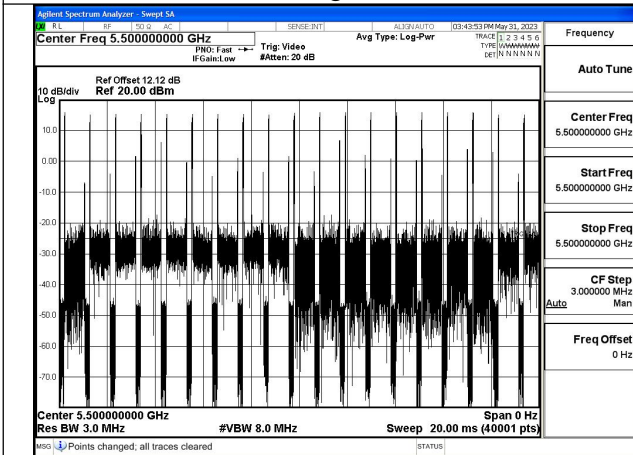 Agilent Spectrum Analyzer - Swept SA
RL RF 50 Ω AC SENSE:INT ALIGN AUTO 03:43:53 PM May 31, 2023
Center Freq 5.500000000 GHz
PNO: Fast
IFGain:Low
Trig: Video
#Atten: 20 dB
Avg Type: Log-Pwr
TRACE 1 2 3 4 5 6
TYPE
DET N N N N N N
Ref Offset 12.12 dB
10 dB/div Ref 20.00 dBm
Log
10.0
0.00
-10.0
-20.0
-30.0
-40.0
-50.0
-60.0
-70.0
Center 5.500000000 GHz Span 0 Hz
Res BW 3.0 MHz #VBW 8.0 MHz Sweep 20.00 ms (40001 pts)
MSG Points changed; all traces cleared STATUS
Frequency
Auto Tune
Center Freq
5.500000000 GHz
Start Freq
5.500000000 GHz
Stop Freq
5.500000000 GHz
CF Step
3.000000 MHz
Auto Man
Freq Offset
0 Hz